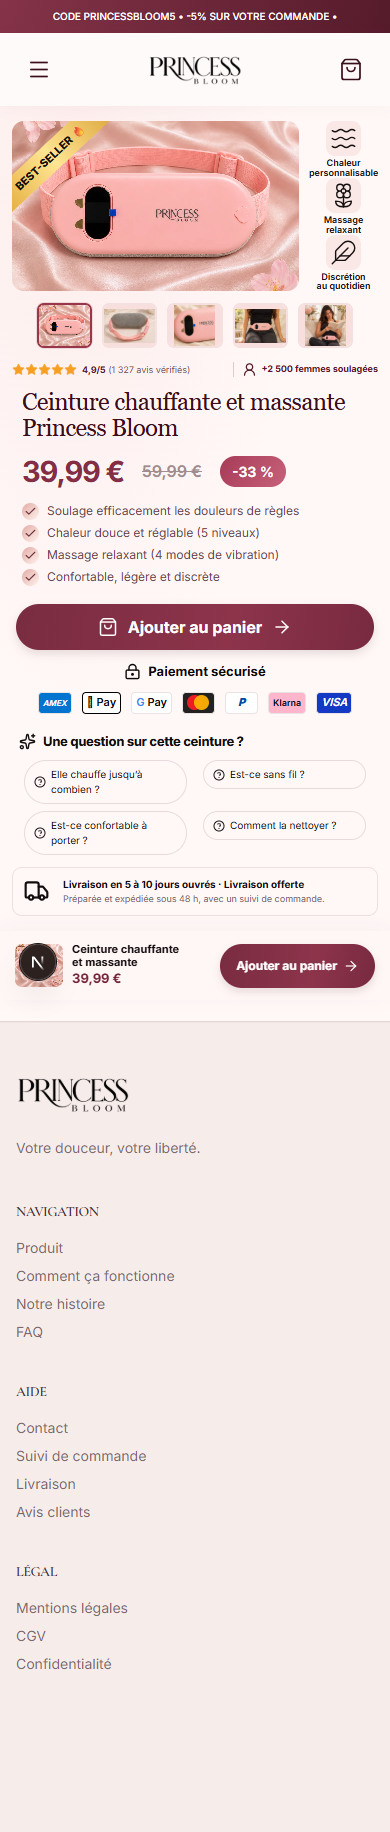 CODE PRINCESSBLOOM5 • -5% SUR VOTRE COMMANDE •
PRINCESS
BLOOM
BEST-SELLER
PRINCESS
BLOOM
Chaleur
personnalisable
Massage
relaxant
Discrétion
au quotidien
4,9/5 (1 327 avis vérifiés)
+2 500 femmes soulagées
Ceinture chauffante et massante
Princess Bloom
39,99 € 59,99 € -33 %
Soulage efficacement les douleurs de règles
Chaleur douce et réglable (5 niveaux)
Massage relaxant (4 modes de vibration)
Confortable, légère et discrète
Ajouter au panier
Paiement sécurisé
AMEX Pay G Pay P Klarna VISA
Une question sur cette ceinture ?
Elle chauffe jusqu'à
combien ?
Est-ce sans fil ?
Est-ce confortable à
porter ?
Comment la nettoyer ?
Livraison en 5 à 10 jours ouvrés · Livraison offerte
Préparée et expédiée sous 48 h, avec un suivi de commande.
N
Ceinture chauffante
et massante
39,99 €
Ajouter au panier
PRINCESS
BLOOM
Votre douceur, votre liberté.
NAVIGATION
Produit
Comment ça fonctionne
Notre histoire
FAQ
AIDE
Contact
Suivi de commande
Livraison
Avis clients
LÉGAL
Mentions légales
CGV
Confidentialité